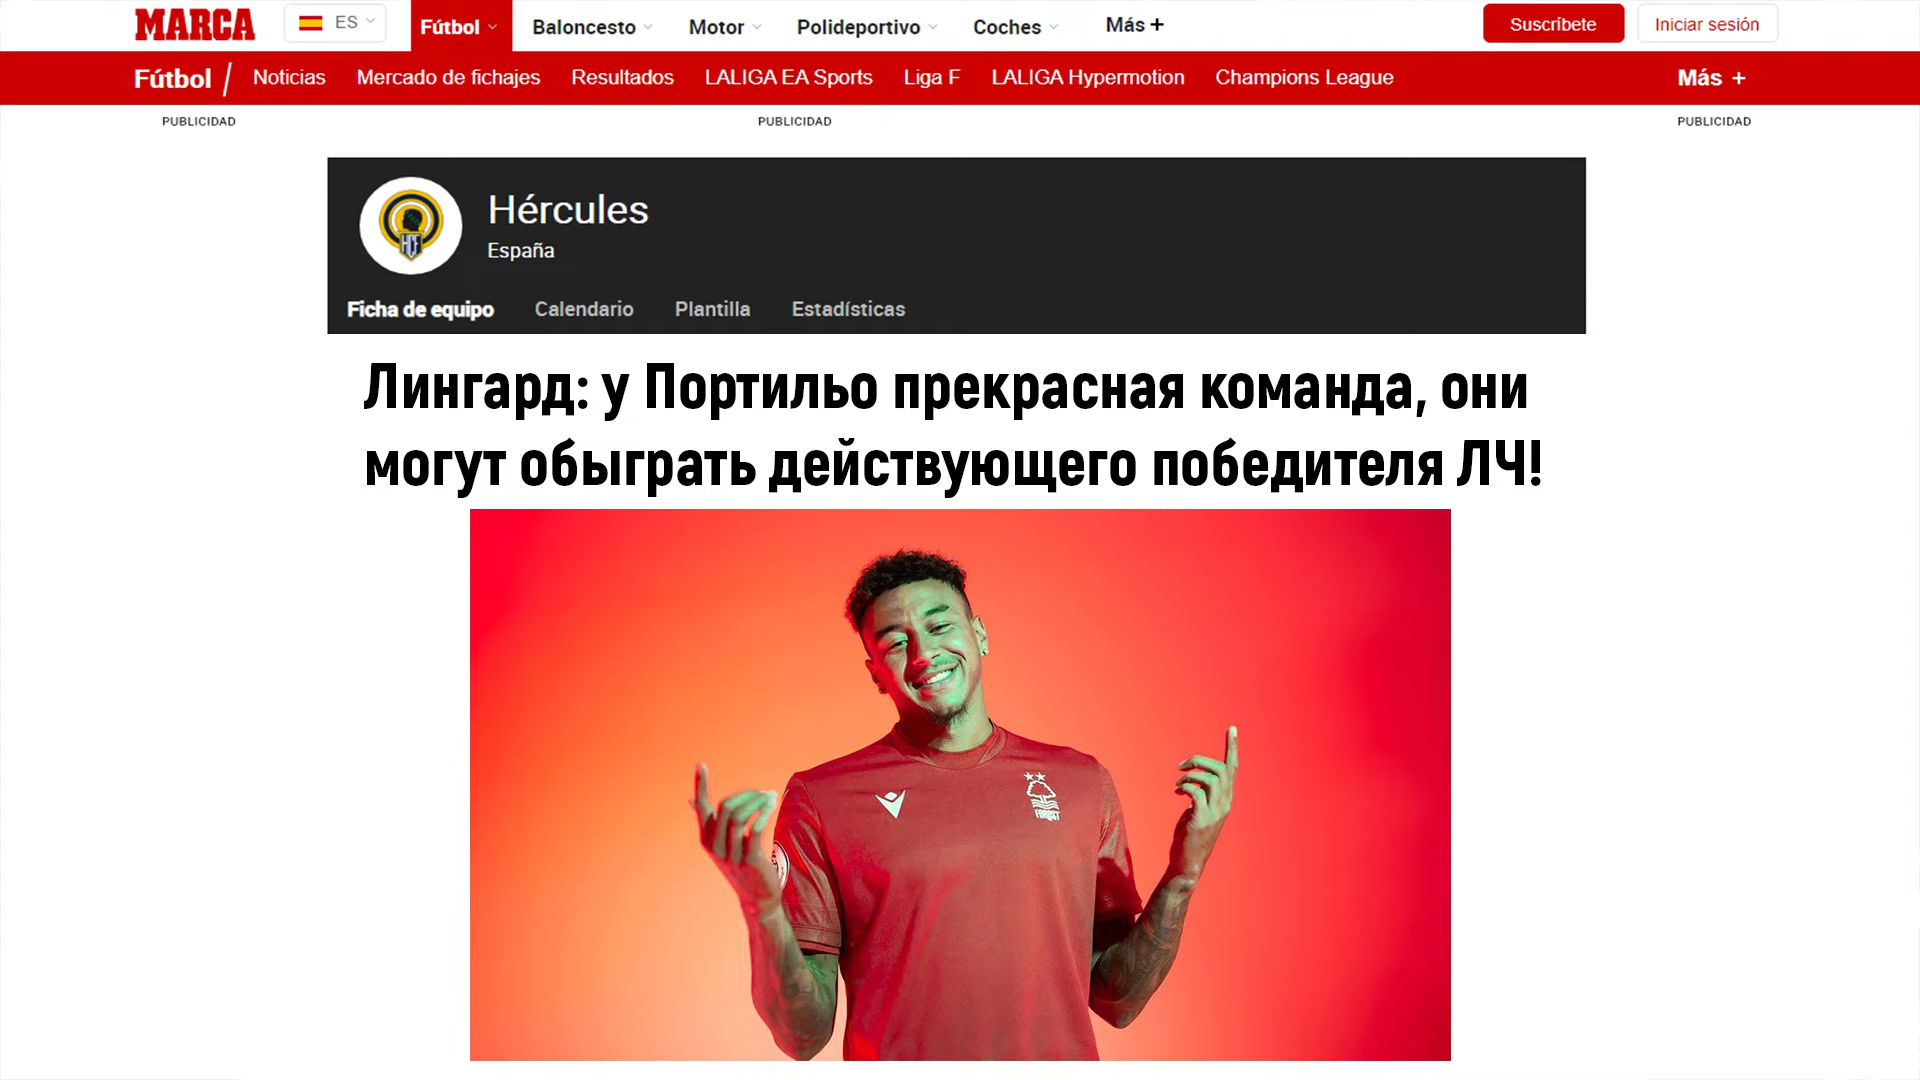 MARCA
ES
Fútbol
Baloncesto
Motor
Polideportivo
Coches
Más +
Suscríbete
Iniciar sesión
Fútbol /
Noticias
Mercado de fichajes
Resultados
LALIGA EA Sports
Liga F
LALIGA Hypermotion
Champions League
Más +
PUBLICIDAD
PUBLICIDAD
PUBLICIDAD
HCF
Hércules
España
Ficha de equipo
Calendario
Plantilla
Estadísticas
Лингард: у Портильо прекрасная команда, они
могут обыграть действующего победителя ЛЧ!
FOREST